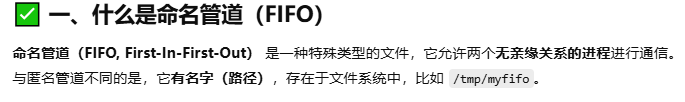 ✅ 一、什么是命名管道（FIFO）
命名管道（FIFO, First-In-First-Out） 是一种特殊类型的文件，它允许两个无亲缘关系的进程进行通信。
与匿名管道不同的是，它有名字（路径），存在于文件系统中，比如 /tmp/myfifo。